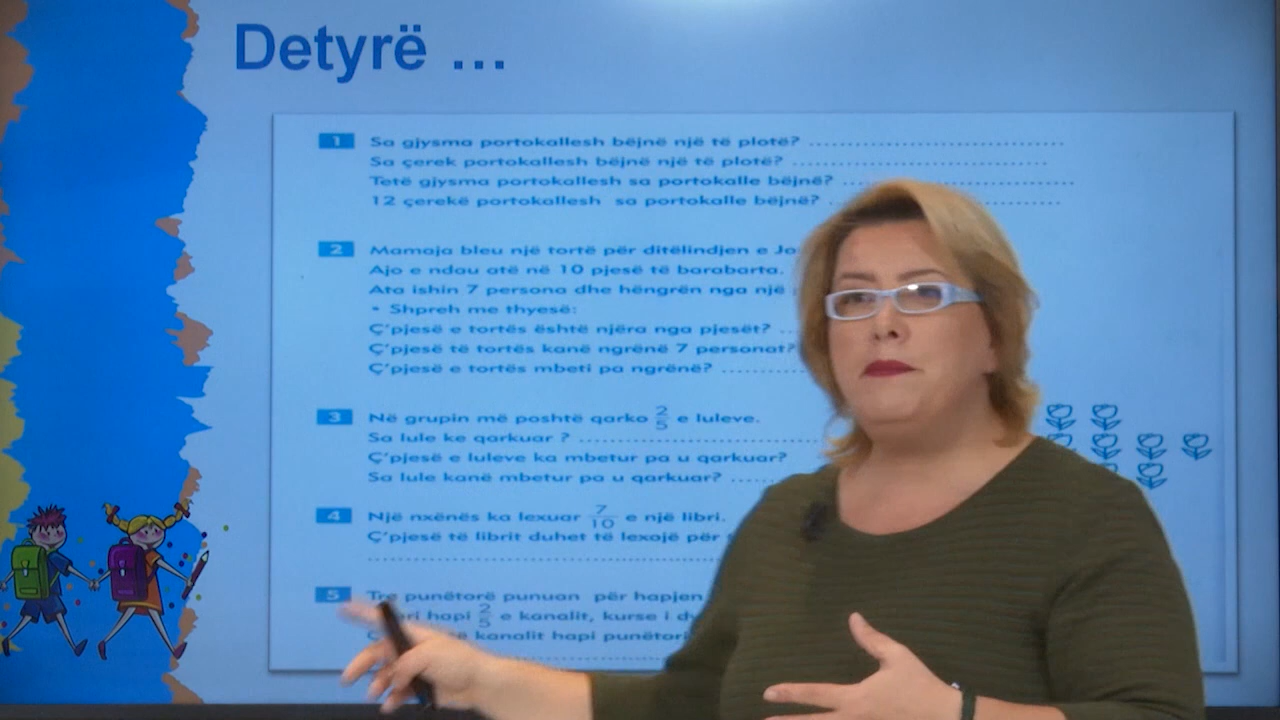 Detyrë ...
1 Sa gjysma portokallesh bëjnë një të plotë? ........................
Sa çerek portokallesh bëjnë një të plotë? ........................
Tetë gjysma portokallesh sa portokalle bëjnë? ........................
12 çerekë portokallesh sa portokalle bëjnë? ........................
2 Mamaja bleu një tortë për ditëlindjen e
Ajo e ndau atë në 10 pjesë të barabarta.
Ata ishin 7 persona dhe hëngrën nga një
• Shpreh me thyesë:
Ç'pjesë e tortës është njëra nga pjesët? ..
Ç'pjesë të tortës kanë ngrënë 7 personat?
Ç'pjesë e tortës mbeti pa ngrënë? ..........
3 Në grupin më poshtë qarko 2/5 e luleve.
Sa lule ke qarkuar ? ........................
Ç'pjesë e luleve ka mbetur pa u qarkuar?
Sa lule kanë mbetur pa u qarkuar? ......
4 Një nxënës ka lexuar 7/10 e një libri.
Ç'pjesë të librit duhet të lexojë për
........................
5 Tre punëtorë punuan për hapjen
hapi 2/5 e kanalit, kurse i
kanalit hapi
........................